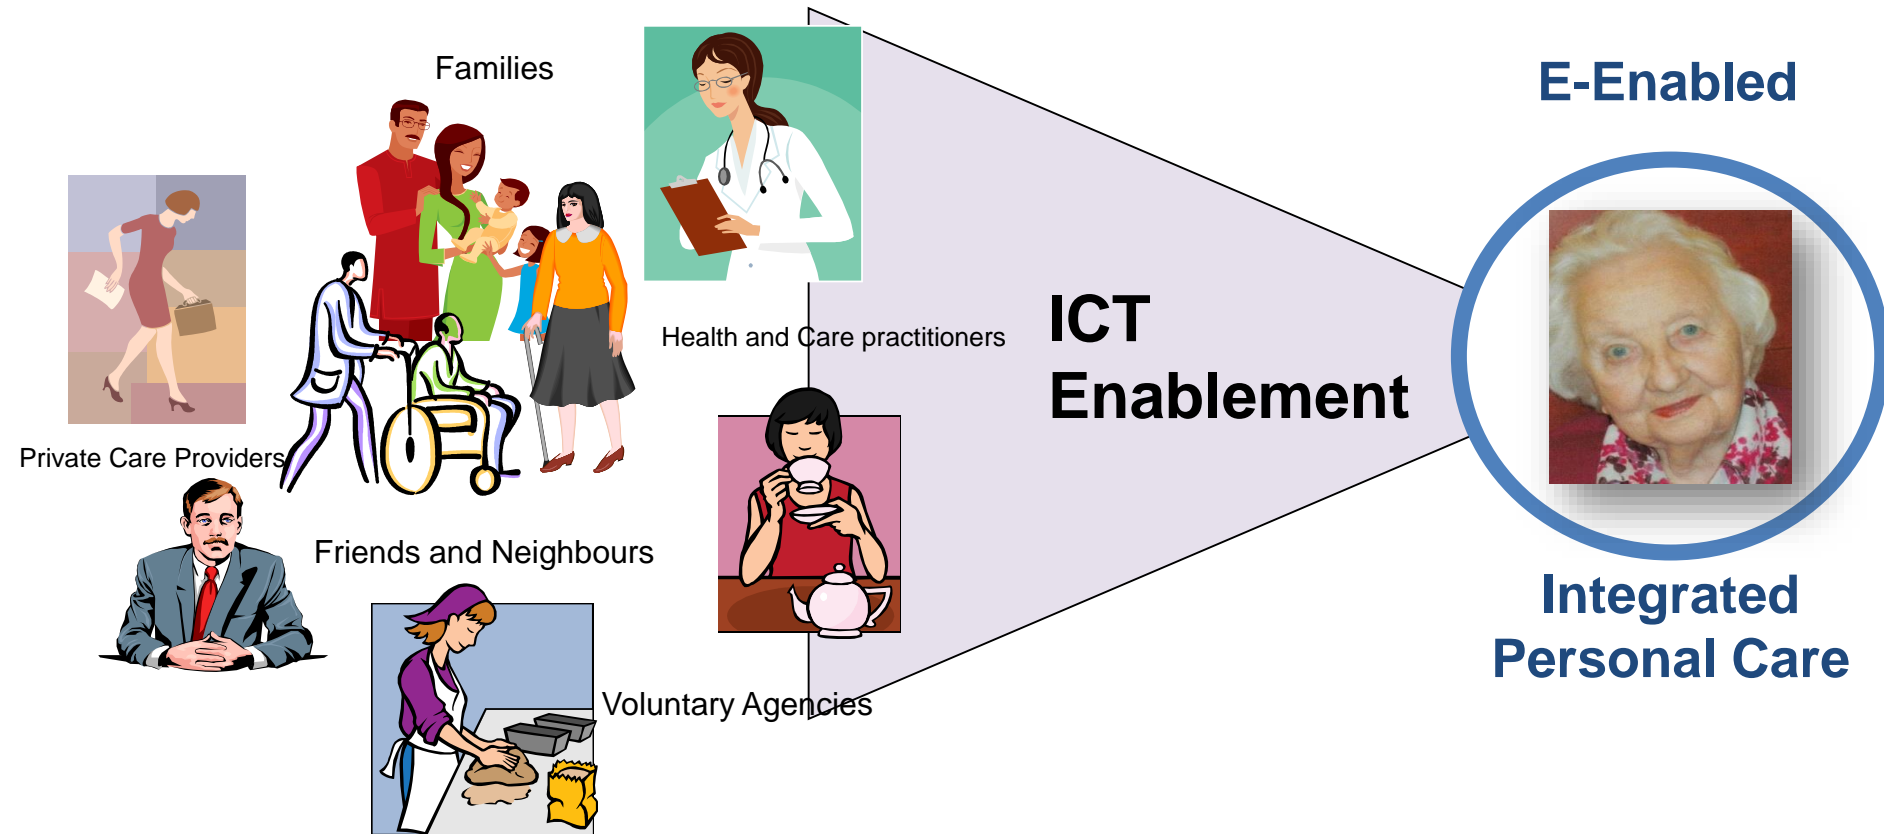 Families
E-Enabled
Health and Care practitioners
ICT
Enablement
Private Care Providers
Friends and Neighbours
Integrated
Personal Care
Voluntary Agencies